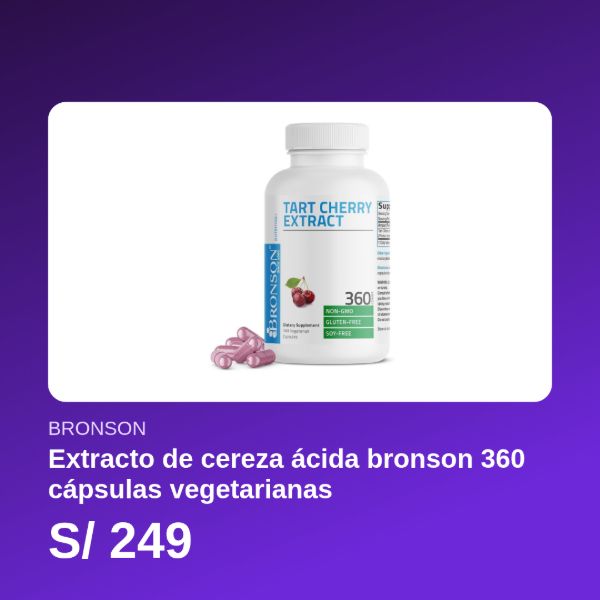 TART CHERRY
EXTRACT
BRONSON
360
NON-GMO
GLUTEN-FREE
SOY-FREE
Dietary Supplement
BRONSON
Extracto de cereza ácida bronson 360
cápsulas vegetarianas
S/ 249